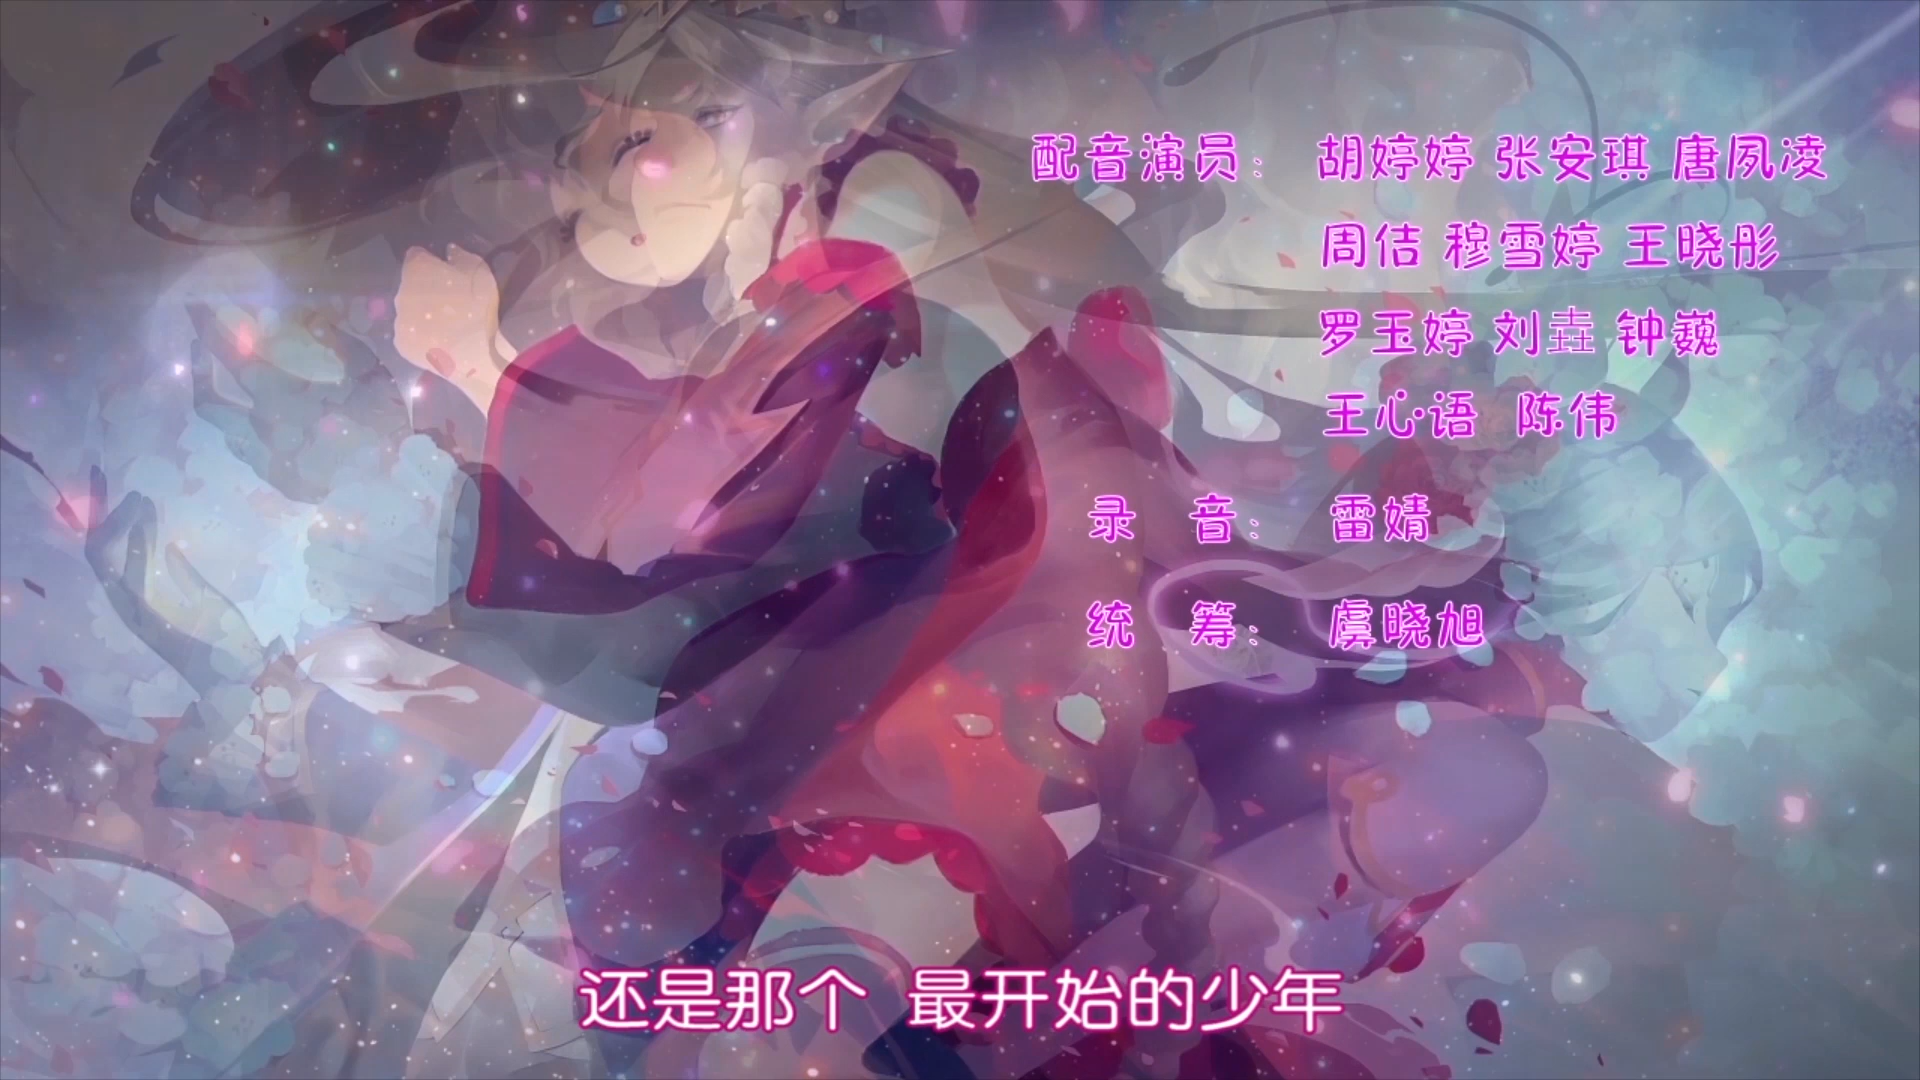 配音演员： 胡婷婷 张安琪 唐夙凌
周佶 穆雪婷 王晓彤
罗玉婷 刘垚 钟巍
王心语 陈伟
录 音： 雷婧
统 筹： 虞晓旭
还是那个 最开始的少年